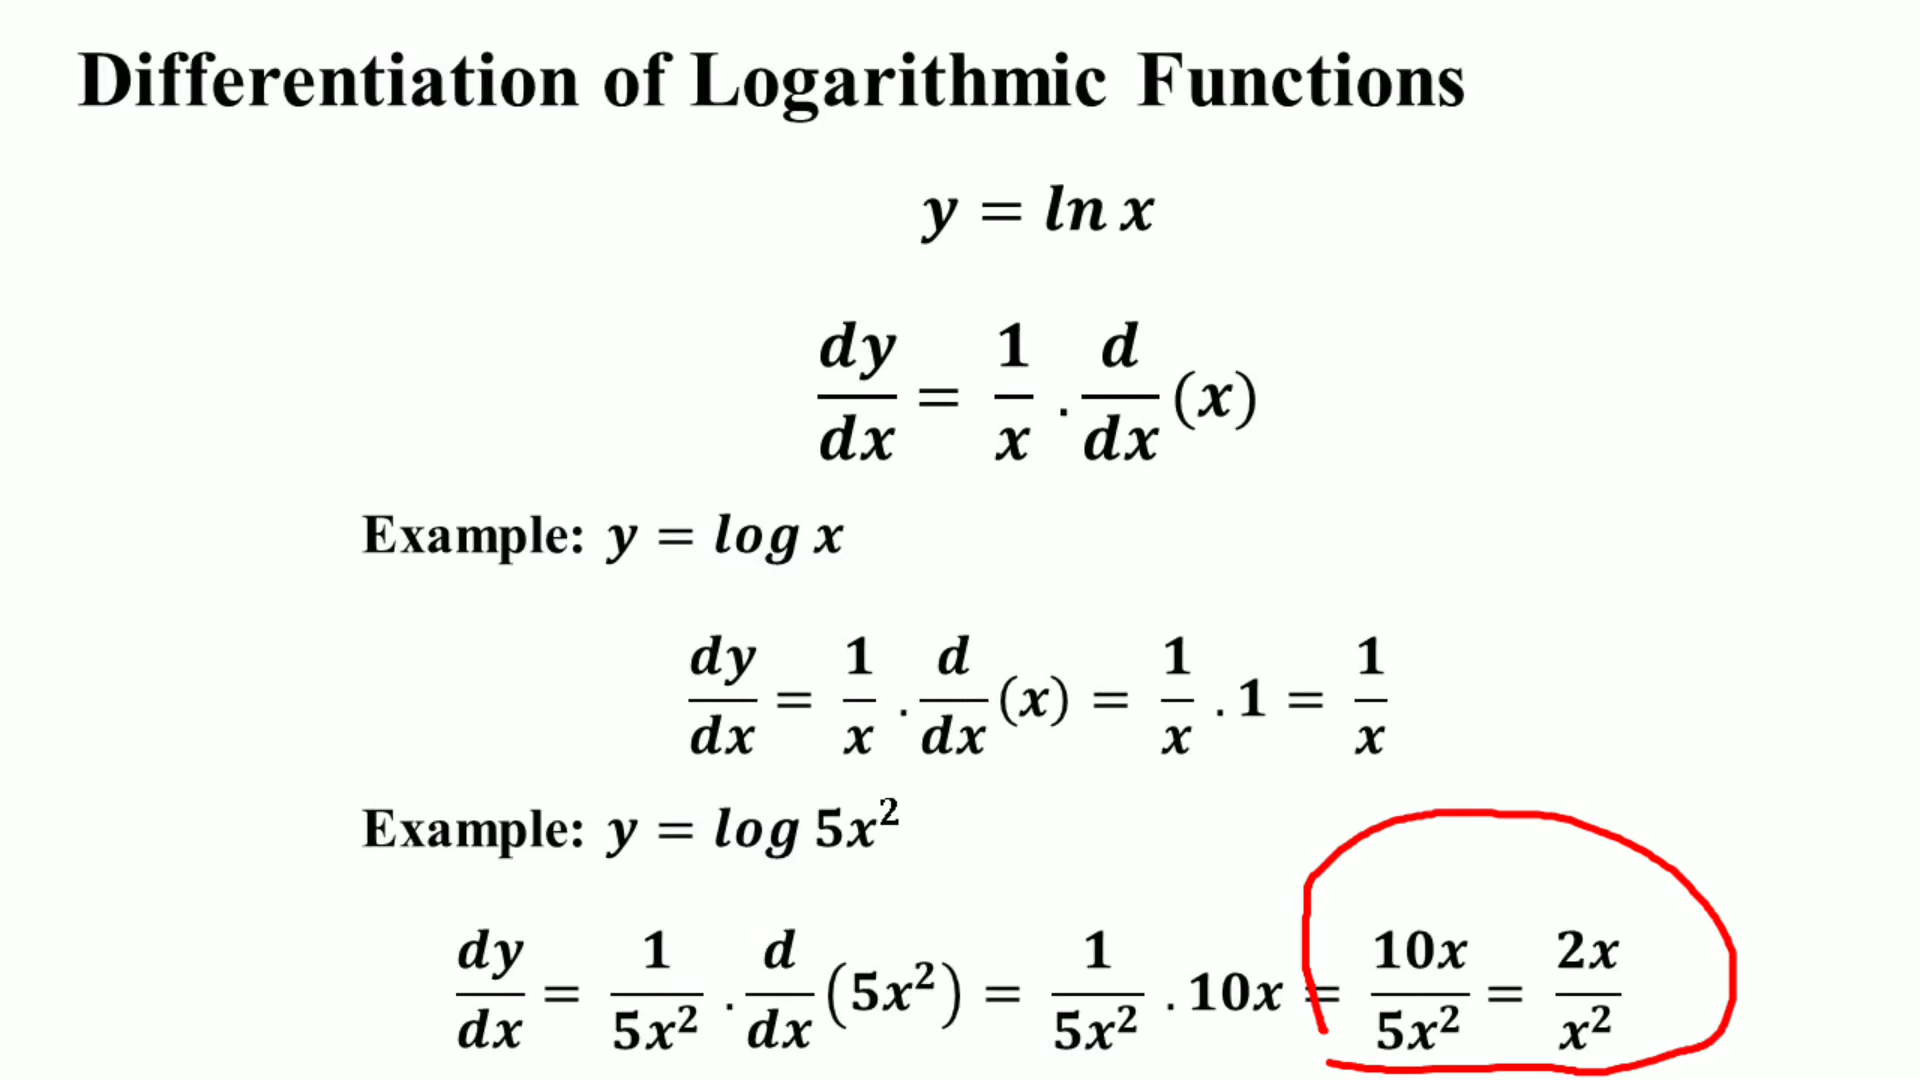 Differentiation of Logarithmic Functions
y = ln x
dy/dx = 1/x . d/dx (x)
Example: y = log x
dy/dx = 1/x . d/dx (x) = 1/x . 1 = 1/x
Example: y = log 5x²
dy/dx = 1/5x² . d/dx (5x²) = 1/5x² . 10x = 10x/5x² = 2x/x²